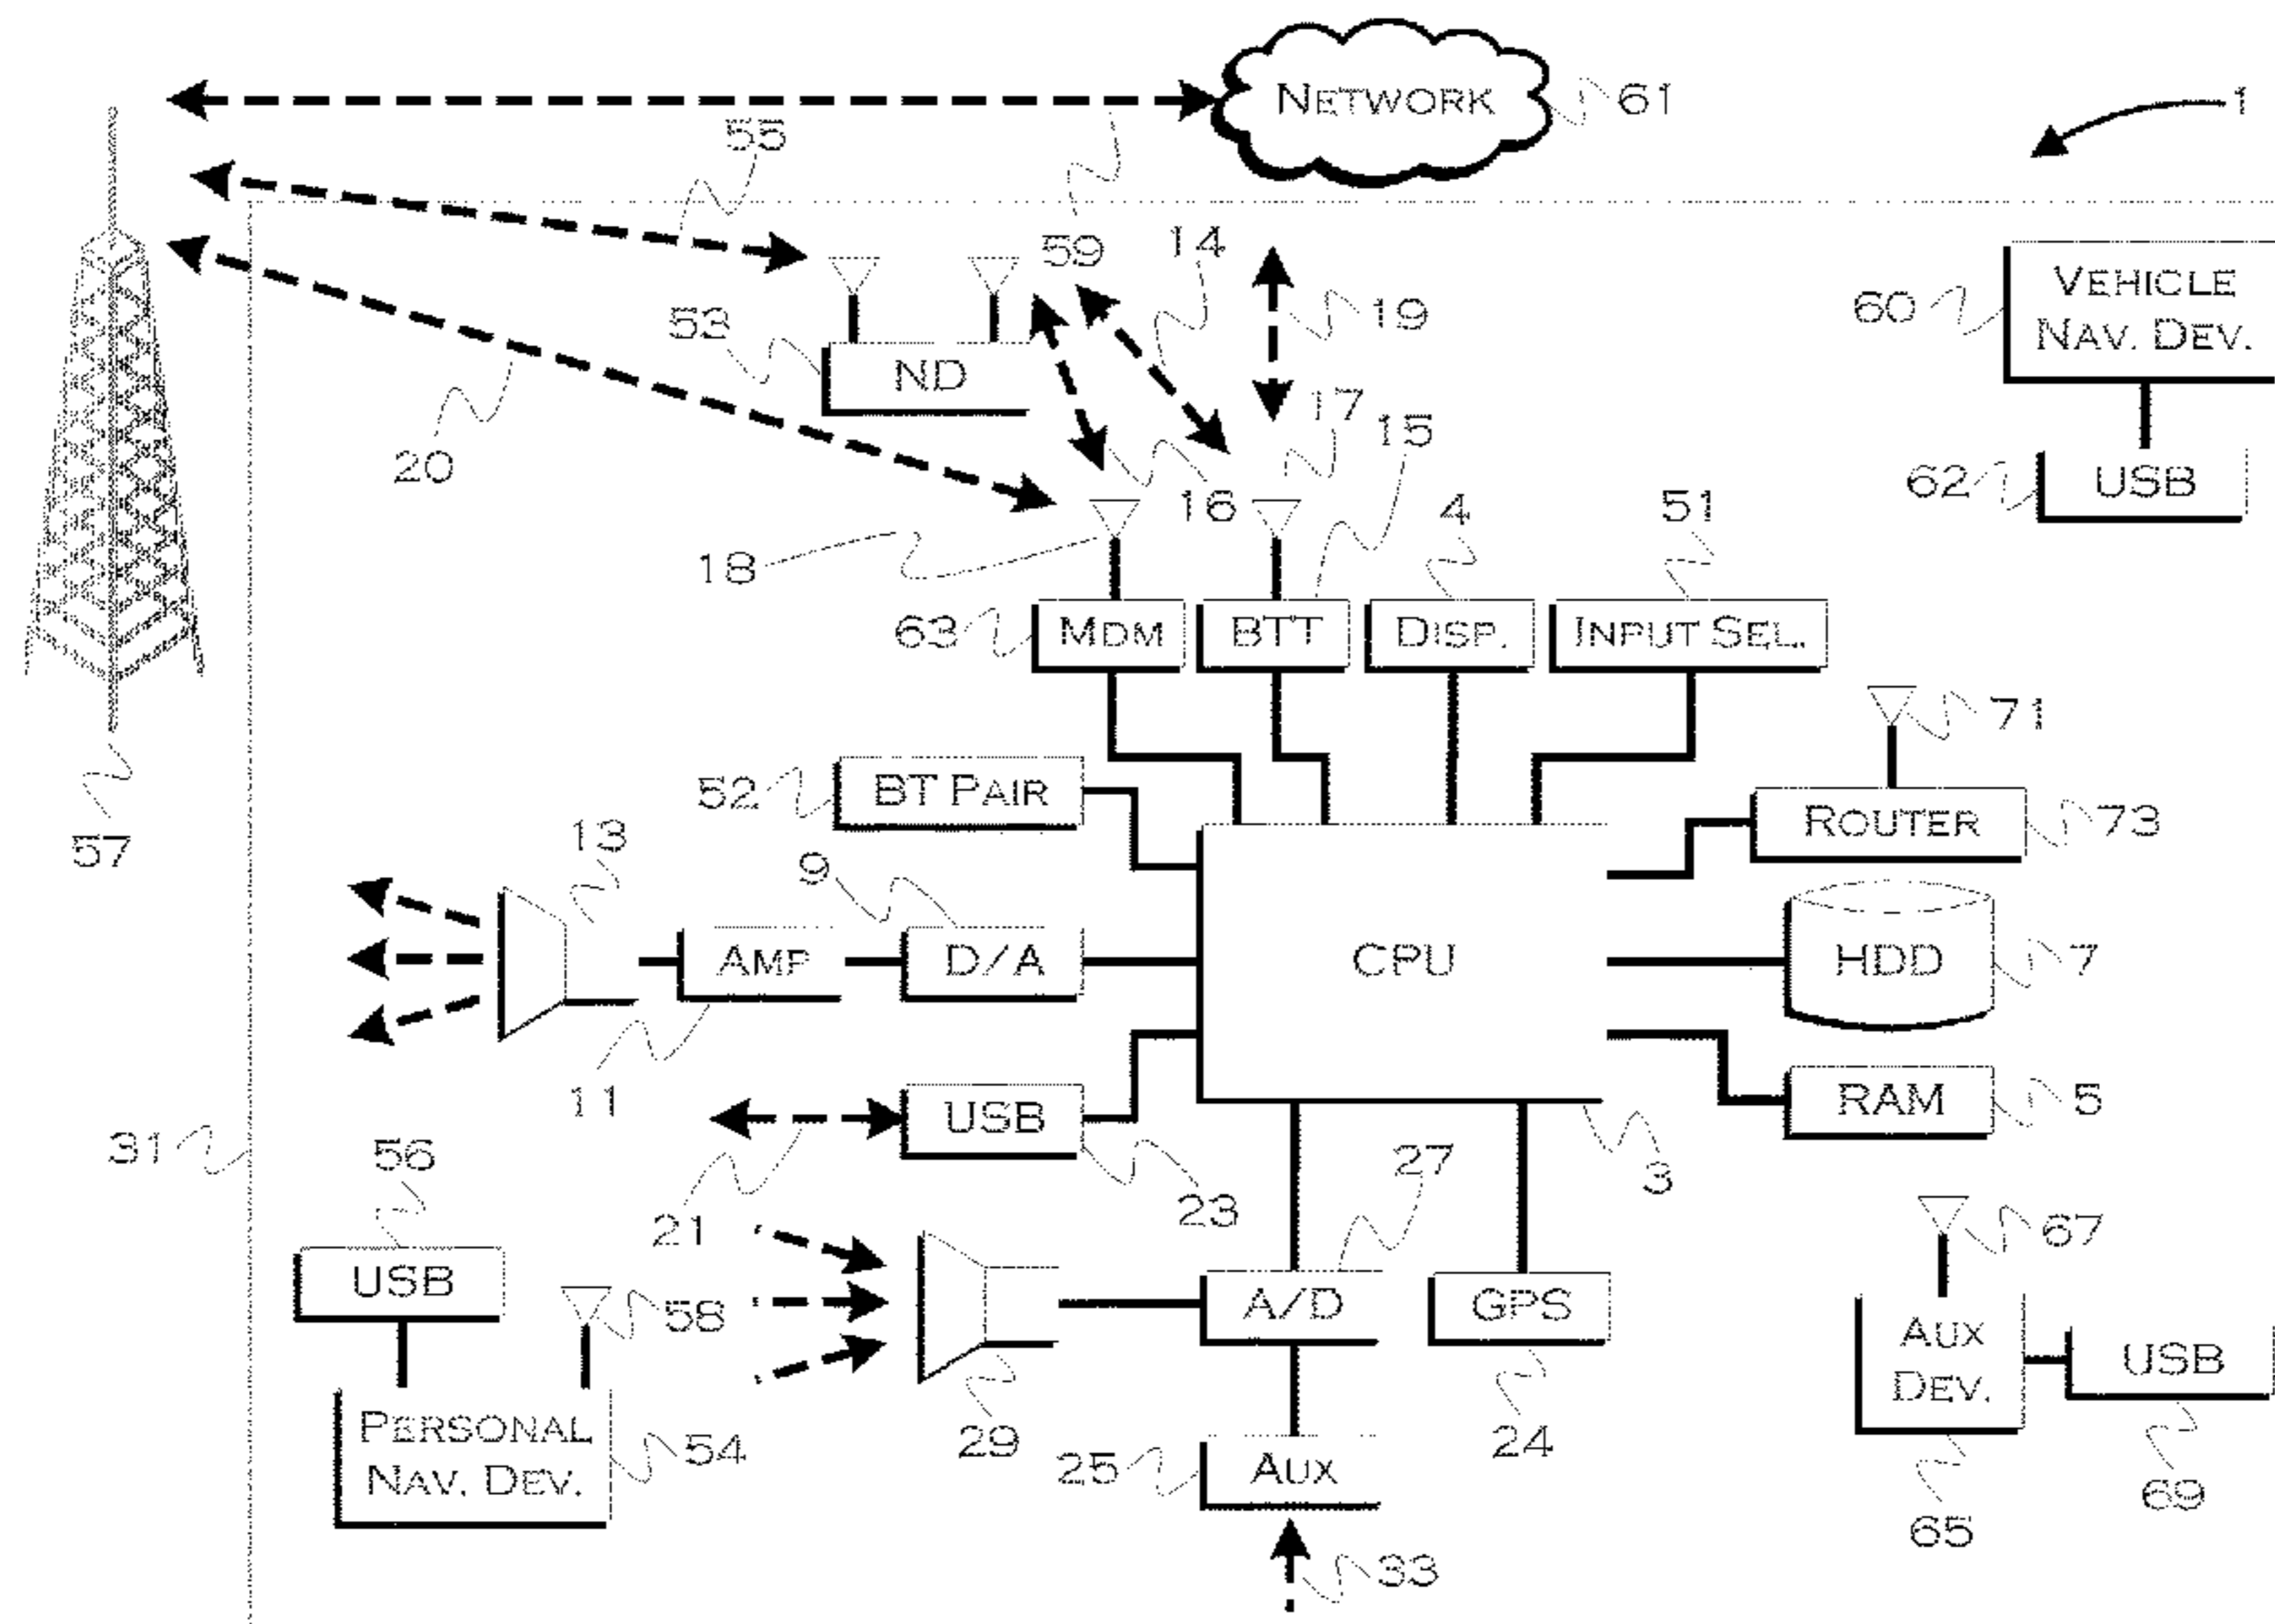 NETWORK
61
1
55
59
14
19
VEHICLE
NAV. DEV.
60
53
ND
17
15
20
62
USB
16
4
51
18
63
MDM
BTT
DISP.
INPUT SEL.
71
52
BT PAIR
ROUTER
73
57
13
9
AMP
D/A
CPU
HDD
7
11
USB
RAM
5
31
56
21
23
27
3
67
USB
58
A/D
GPS
AUX
DEV.
USB
PERSONAL
NAV. DEV.
54
29
25
AUX
24
65
69
33